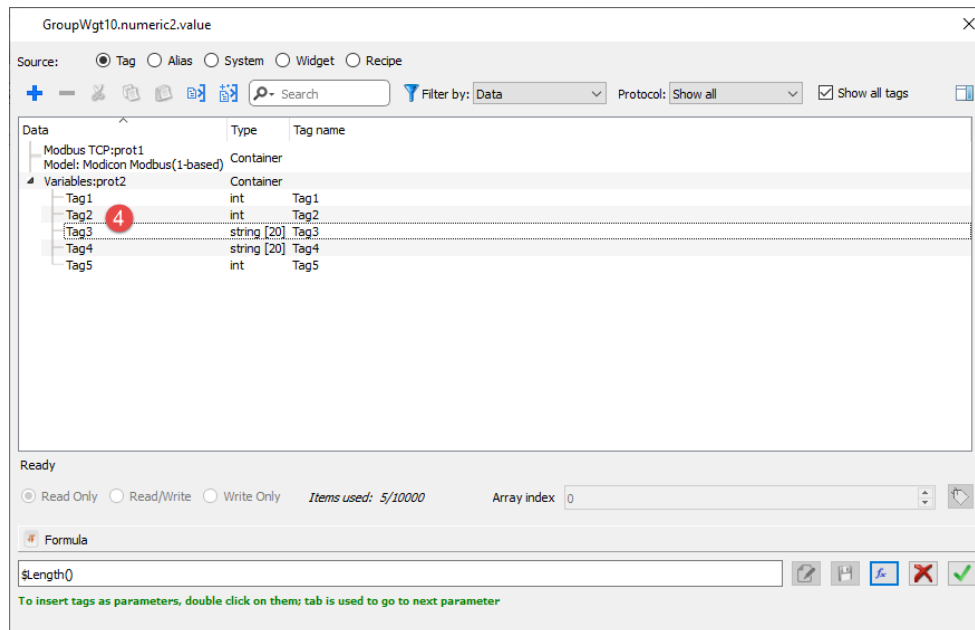 GroupWgt10.numeric2.value
Source: Tag Alias System Widget Recipe
Search Filter by: Data Protocol: Show all Show all tags
Data Type Tag name
Modbus TCP:prot1
Model: Modicon Modbus(1-based) Container
Variables:prot2 Container
Tag1 int Tag1
Tag2 int Tag2
4
Tag3 string [20] Tag3
Tag4 string [20] Tag4
Tag5 int Tag5
Ready
Read Only Read/Write Write Only Items used: 5/10000 Array index 0
Formula
$Length() fx
To insert tags as parameters, double click on them; tab is used to go to next parameter